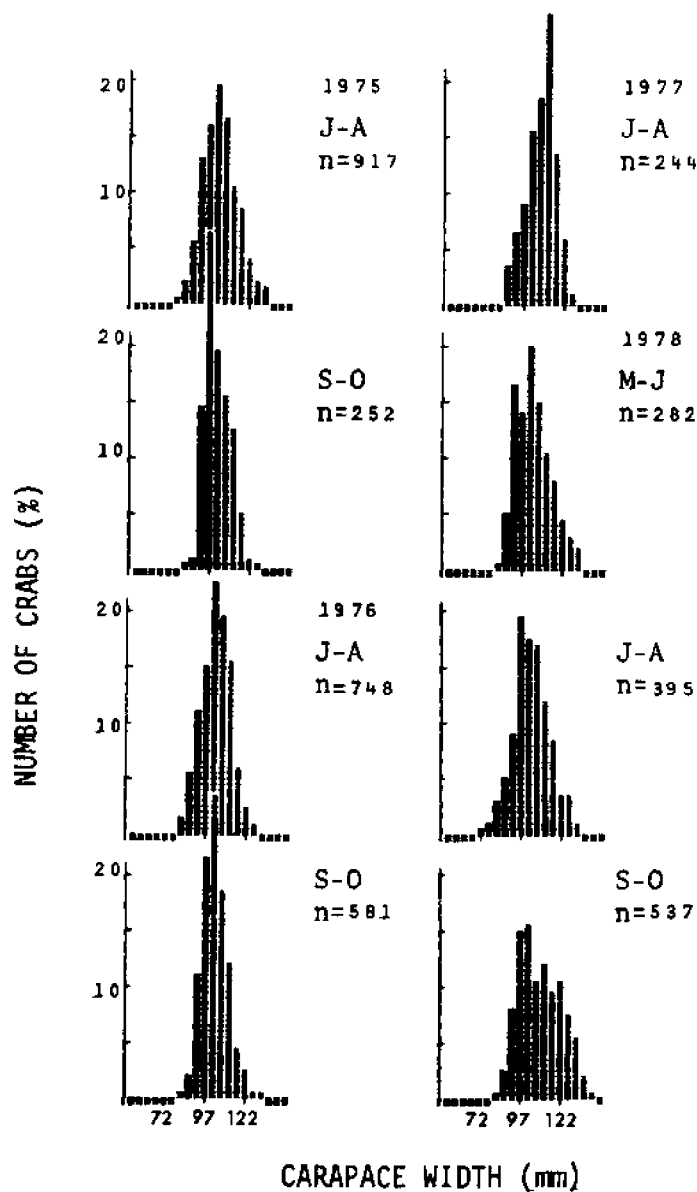 NUMBER OF CRABS (%)
20
10
1975
J-A
n=917
1977
J-A
n=244
20
10
S-O
n=252
1978
M-J
n=282
20
10
1976
J-A
n=748
J-A
n=395
20
10
S-O
n=581
S-O
n=537
72 97 122
72 97 122
CARAPACE WIDTH (mm)